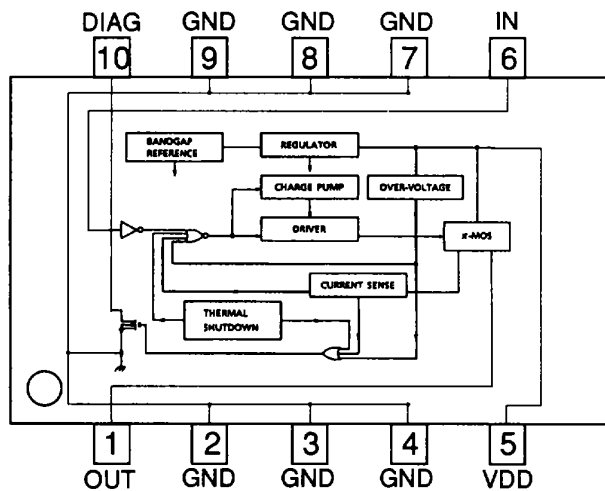 DIAG GND GND GND IN
10 9 8 7 6
BANDGAP
REFERENCE
REGULATOR
CHARGE PUMP
OVER-VOLTAGE
DRIVER
π-MOS
CURRENT SENSE
THERMAL
SHUTDOWN
1 2 3 4 5
OUT GND GND GND VDD